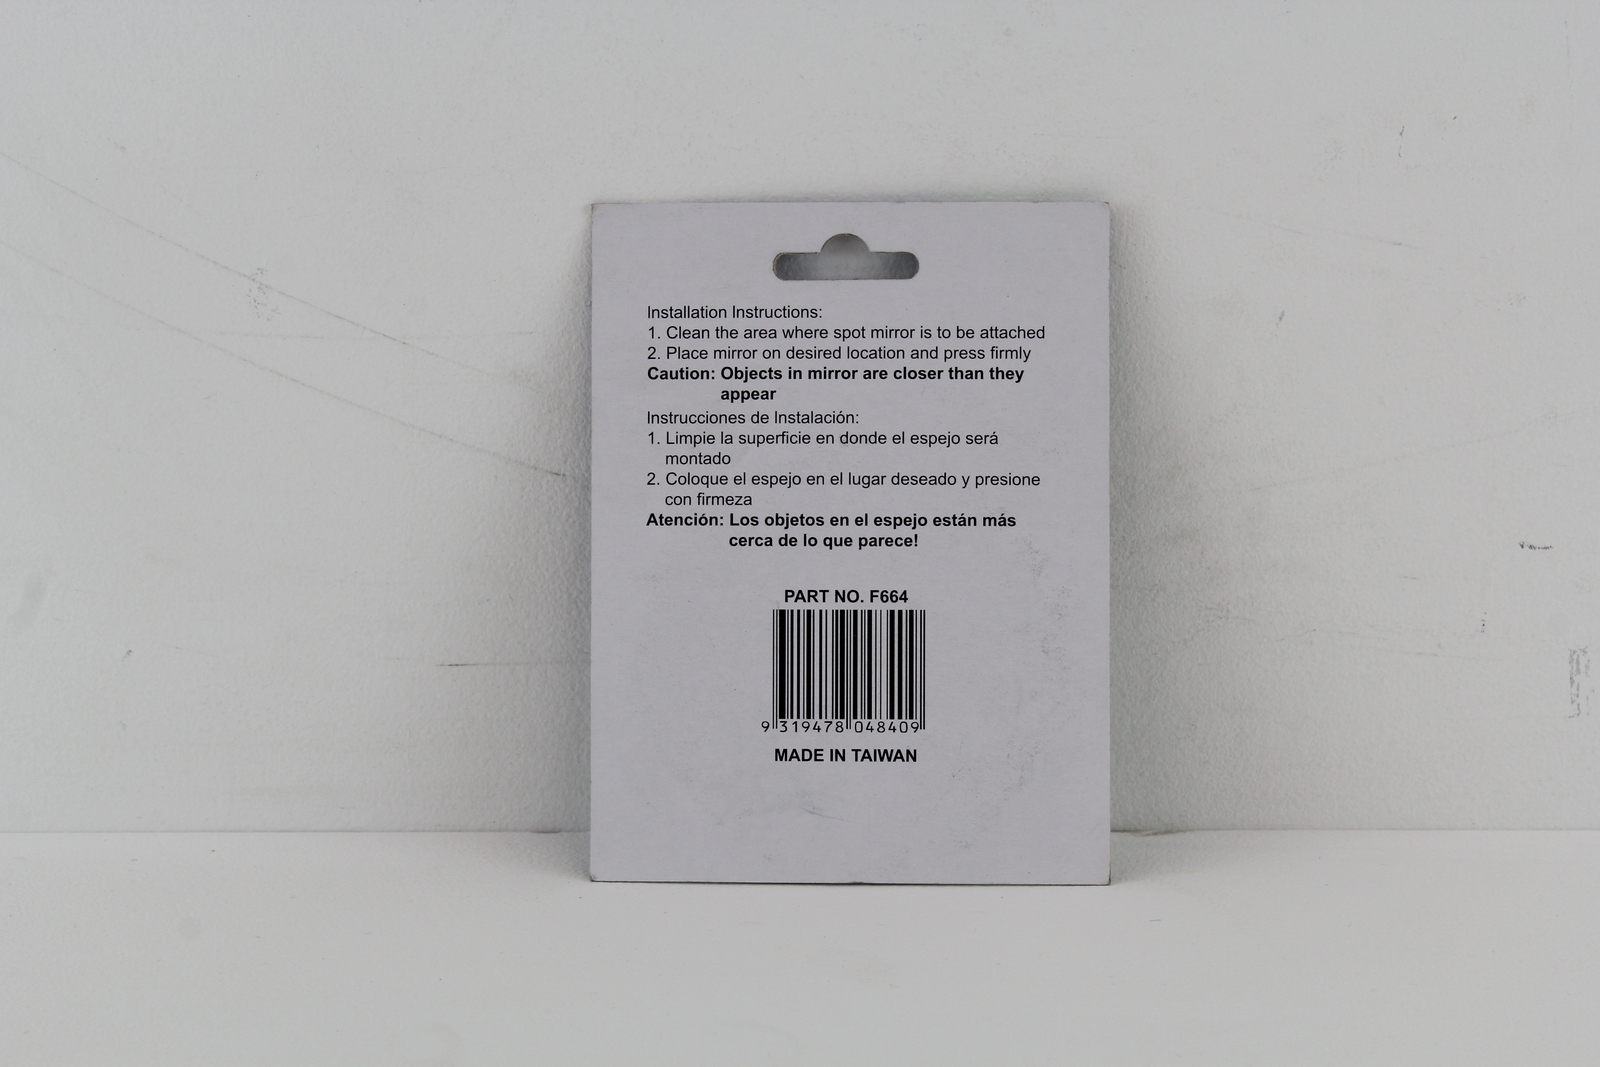 Installation Instructions:
1. Clean the area where spot mirror is to be attached
2. Place mirror on desired location and press firmly
Caution: Objects in mirror are closer than they
appear
Instrucciones de Instalación:
1. Limpie la superficie en donde el espejo será
montado
2. Coloque el espejo en el lugar deseado y presione
con firmeza
Atención: Los objetos en el espejo están más
cerca de lo que parece!
PART NO. F664
9 319478 048409
MADE IN TAIWAN